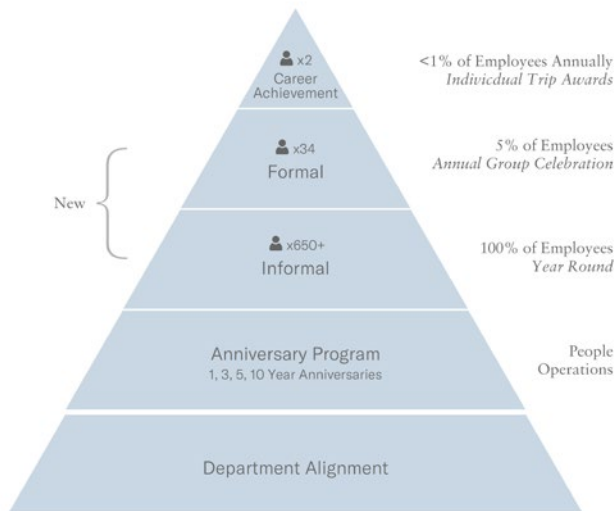 x2
Career
Achievement
<1% of Employees Annually
Indivicdual Trip Awards
x34
Formal
5% of Employees
Annual Group Celebration
New
x650+
Informal
100% of Employees
Year Round
Anniversary Program
1, 3, 5, 10 Year Anniversaries
People
Operations
Department Alignment